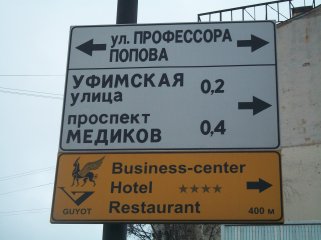 ул. ПРОФЕССОРА
ПОПОВА
УФИМСКАЯ 0,2
улица
проспект
МЕДИКОВ 0,4
Business-center
Hotel ★★★★
Restaurant
GUYOT 400 м